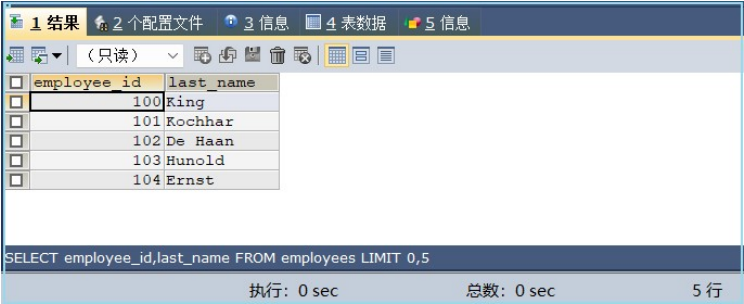 1 结果 2 个配置文件 3 信息 4 表数据 5 信息
（只读）
employee_id last_name
100 King
101 Kochhar
102 De Haan
103 Hunold
104 Ernst
SELECT employee_id,last_name FROM employees LIMIT 0,5
执行：0 sec 总数：0 sec 5 行